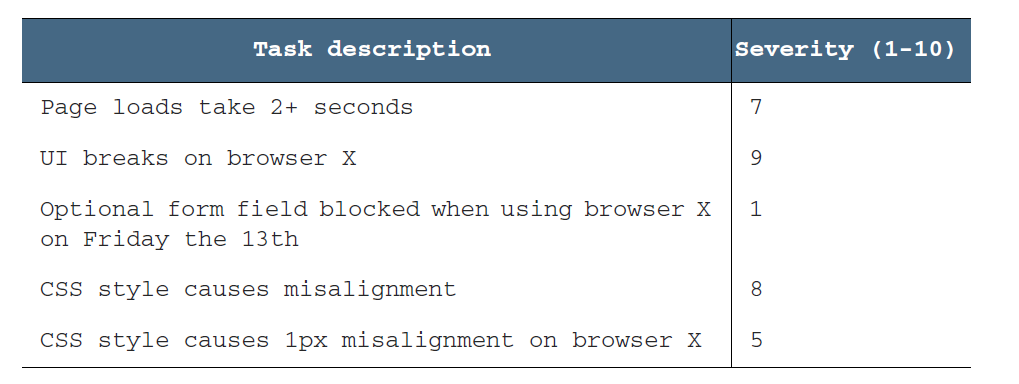 Task description Severity (1-10)
Page loads take 2+ seconds 7
UI breaks on browser X 9
Optional form field blocked when using browser X 1
on Friday the 13th
CSS style causes misalignment 8
CSS style causes 1px misalignment on browser X 5